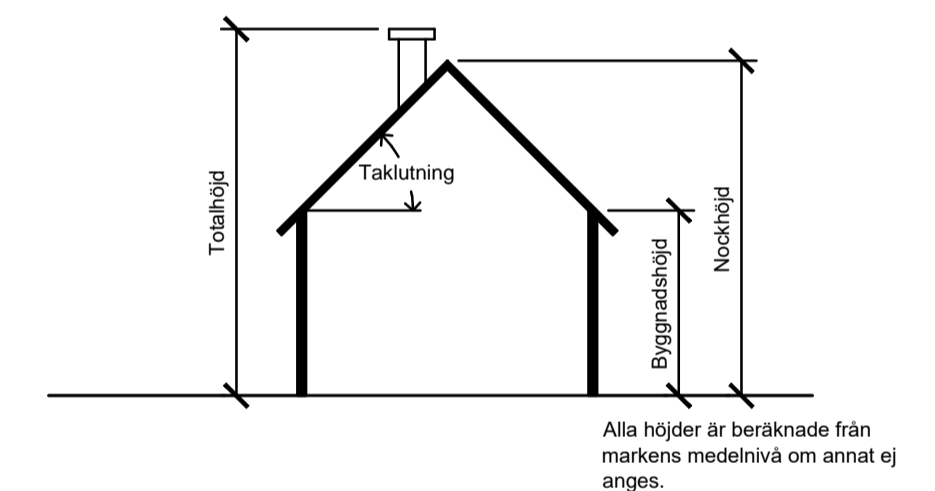 Totalhöjd
Taklutning
Byggnadshöjd
Nockhöjd
Alla höjder är beräknade från
markens medelnivå om annat ej
anges.